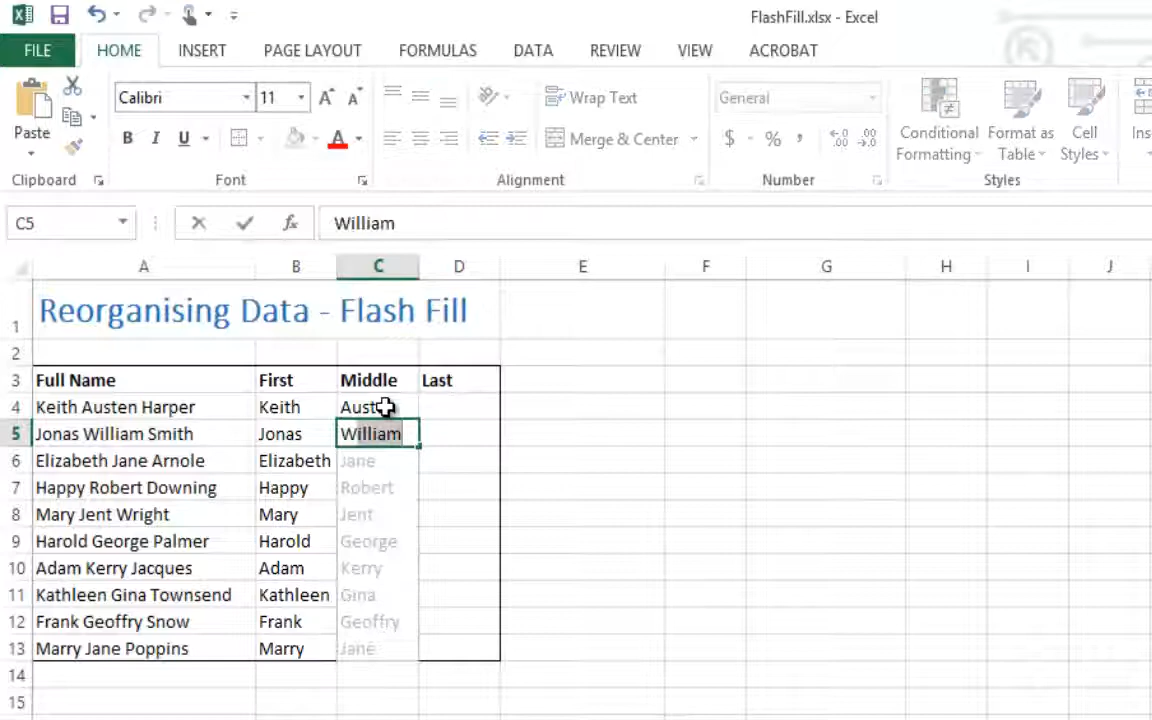 FlashFill.xlsx - Excel
FILE HOME INSERT PAGE LAYOUT FORMULAS DATA REVIEW VIEW ACROBAT
Calibri 11 Wrap Text General
Paste B I U Merge & Center $ % , Conditional Formatting Format as Table Cell Styles
Clipboard Font Alignment Number Styles
C5 fx William
A B C D E F G H I J
1 Reorganising Data - Flash Fill
2
3 Full Name First Middle Last
4 Keith Austen Harper Keith
5 Jonas William Smith Jonas William
6 Elizabeth Jane Arnole Elizabeth Jane
7 Happy Robert Downing Happy Robert
8 Mary Jent Wright Mary Jent
9 Harold George Palmer Harold George
10 Adam Kerry Jacques Adam Kerry
11 Kathleen Gina Townsend Kathleen Gina
12 Frank Geoffry Snow Frank Geoffry
13 Marry Jane Poppins Marry Jane
14
15